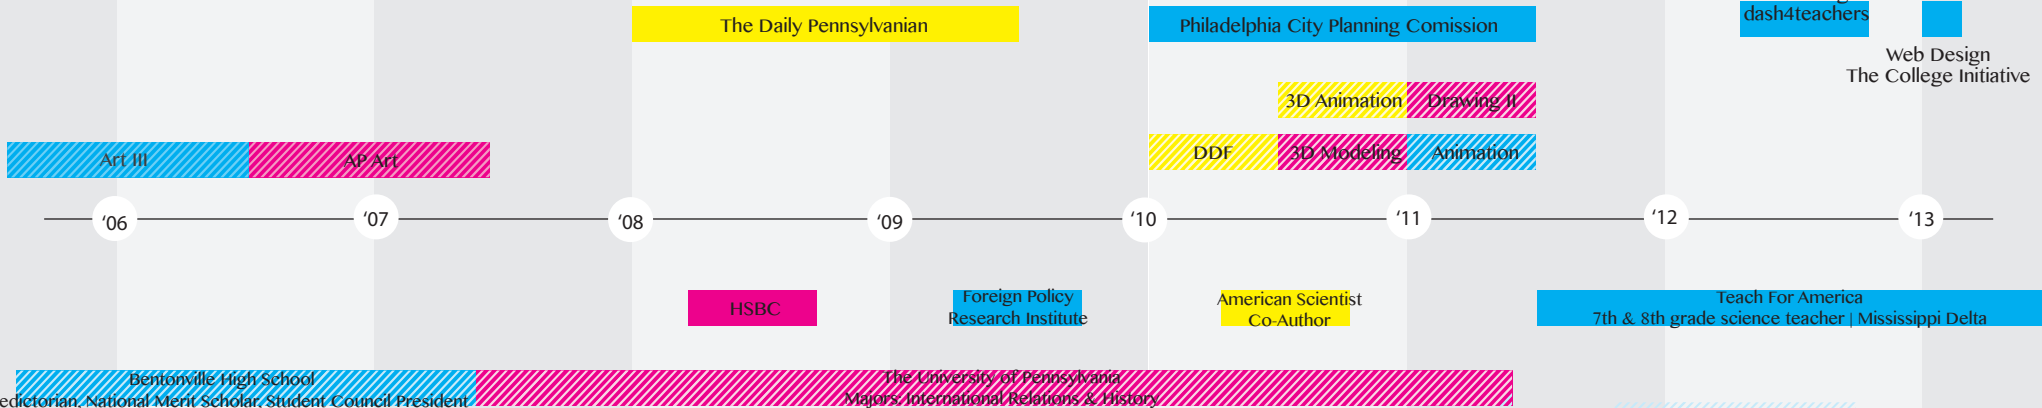 The Daily Pennsylvanian
Philadelphia City Planning Comission
dash4teachers
Web Design
The College Initiative
3D Animation
Drawing II
Art III
AP Art
DDF
3D Modeling
Animation
‘06
‘07
‘08
‘09
‘10
‘11
‘12
‘13
HSBC
Foreign Policy
Research Institute
American Scientist
Co-Author
Teach For America
7th & 8th grade science teacher | Mississippi Delta
Bentonville High School
edictorian, National Merit Scholar, Student Council President
The University of Pennsylvania
Majors: International Relations & History